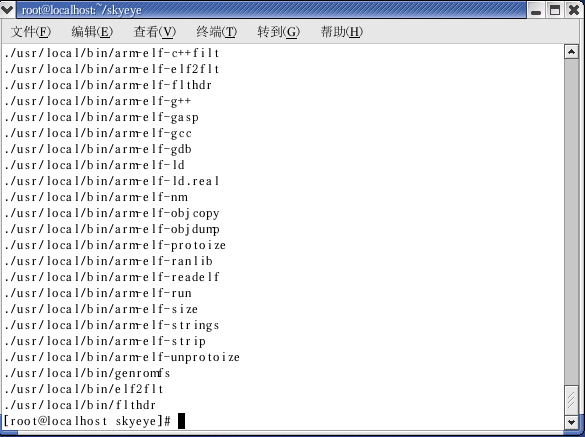 root@localhost:~/skyeye
文件(F) 编辑(E) 查看(V) 终端(T) 转到(G) 帮助(H)
./usr/local/bin/arm-elf-c++filt
./usr/local/bin/arm-elf-elf2flt
./usr/local/bin/arm-elf-flthdr
./usr/local/bin/arm-elf-g++
./usr/local/bin/arm-elf-gasp
./usr/local/bin/arm-elf-gcc
./usr/local/bin/arm-elf-gdb
./usr/local/bin/arm-elf-ld
./usr/local/bin/arm-elf-ld.real
./usr/local/bin/arm-elf-nm
./usr/local/bin/arm-elf-objcopy
./usr/local/bin/arm-elf-objdump
./usr/local/bin/arm-elf-protoize
./usr/local/bin/arm-elf-ranlib
./usr/local/bin/arm-elf-readelf
./usr/local/bin/arm-elf-run
./usr/local/bin/arm-elf-size
./usr/local/bin/arm-elf-strings
./usr/local/bin/arm-elf-strip
./usr/local/bin/arm-elf-unprotoize
./usr/local/bin/genromfs
./usr/local/bin/elf2flt
./usr/local/bin/flthdr
[root@localhost skyeye]#